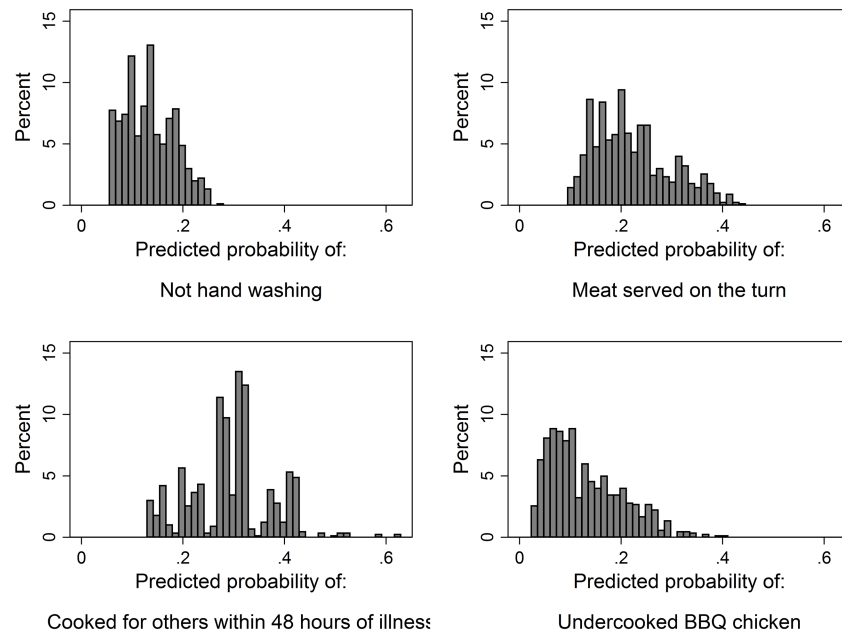 15
10
5
0
Percent
0 .2 .4 .6
Predicted probability of:
Not hand washing
15
10
5
0
Percent
0 .2 .4 .6
Predicted probability of:
Meat served on the turn
15
10
5
0
Percent
0 .2 .4 .6
Predicted probability of:
Cooked for others within 48 hours of illness
15
10
5
0
Percent
0 .2 .4 .6
Predicted probability of:
Undercooked BBQ chicken